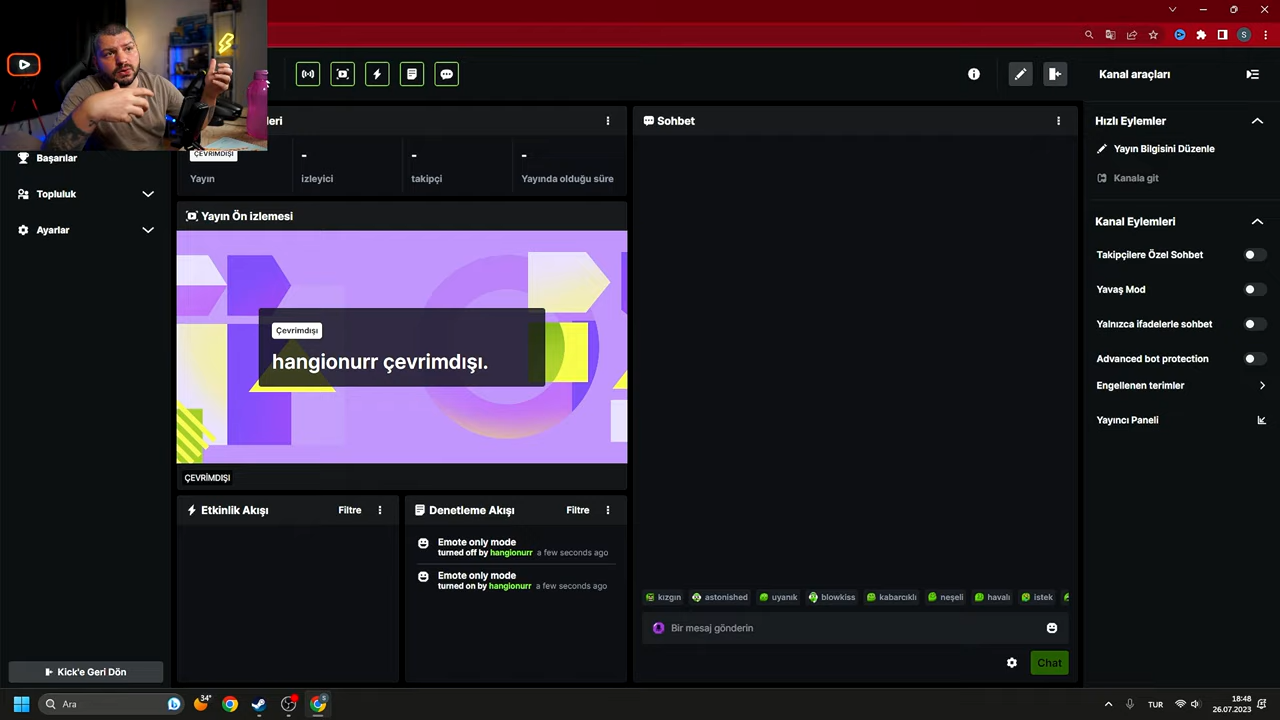 S
leri
Kanal araçları
ÇEVRİMDIŞI
-
-
-
Yayın
izleyici
takipçi
Yayında olduğu süre
Başarılar
Topluluk
Ayarlar
Yayın Ön izlemesi
Çevrimdışı
hangionurr çevrimdışı.
ÇEVRİMDIŞI
Etkinlik Akışı
Filtre
Denetleme Akışı
Filtre
Emote only mode
turned off by hangionurr a few seconds ago
Emote only mode
turned on by hangionurr a few seconds ago
Sohbet
kızgın astonished uyanık blowkiss kabarcıklı neşeli havalı istek
Bir mesaj gönderin
Chat
Hızlı Eylemler
Yayın Bilgisini Düzenle
Kanala git
Kanal Eylemleri
Takipçilere Özel Sohbet
Yavaş Mod
Yalnızca ifadelerle sohbet
Advanced bot protection
Engellenen terimler
Yayıncı Paneli
Kick'e Geri Dön
Ara
34°
S
TUR
18:48
26.07.2023